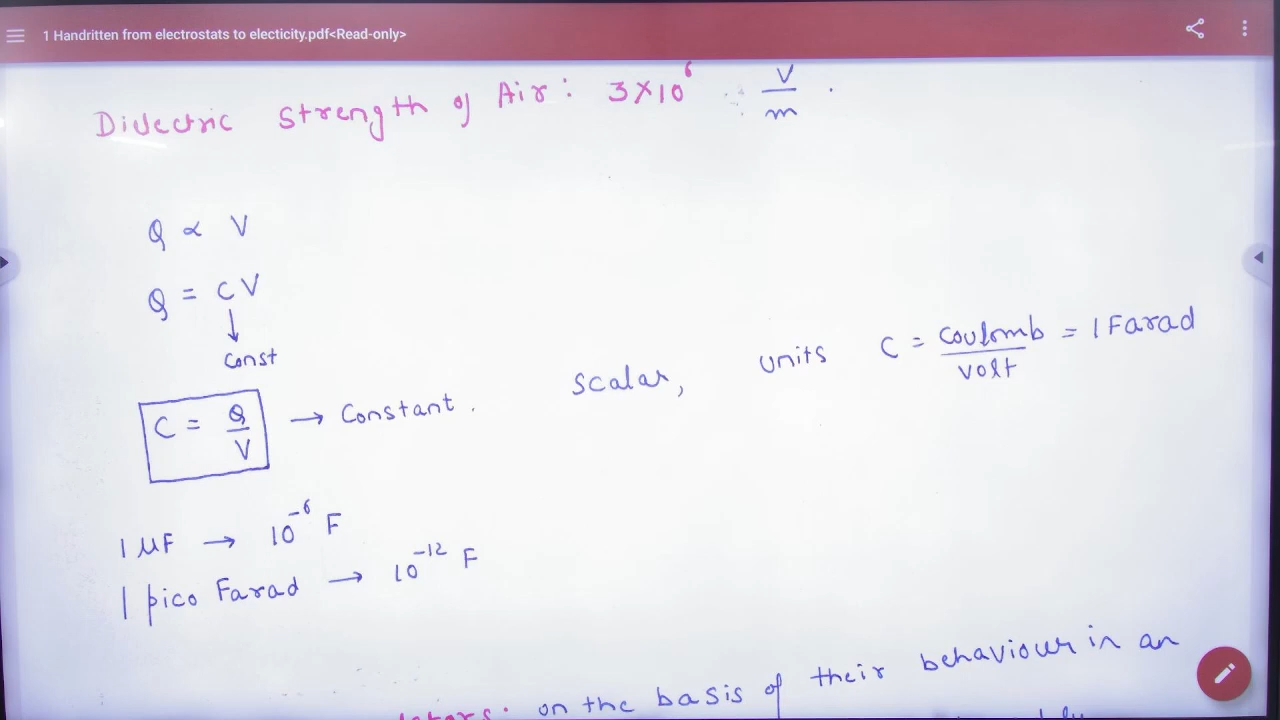 1 Handritten from electrostats to electicity.pdf<Read-only>
Dielectric Strength of Air: 3×10⁶ V/m.
Q ∝ V
Q = CV
↓
Const
C = Q/V → Constant. Scalar, units C = Coulomb/volt = 1 Farad
1 μF → 10⁻⁶ F
1 pico Farad → 10⁻¹² F
on the basis of their behaviour in an